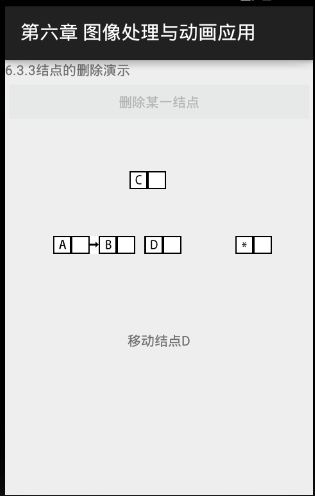 第六章 图像处理与动画应用
6.3.3结点的删除演示
删除某一结点
C
A B D *
移动结点D